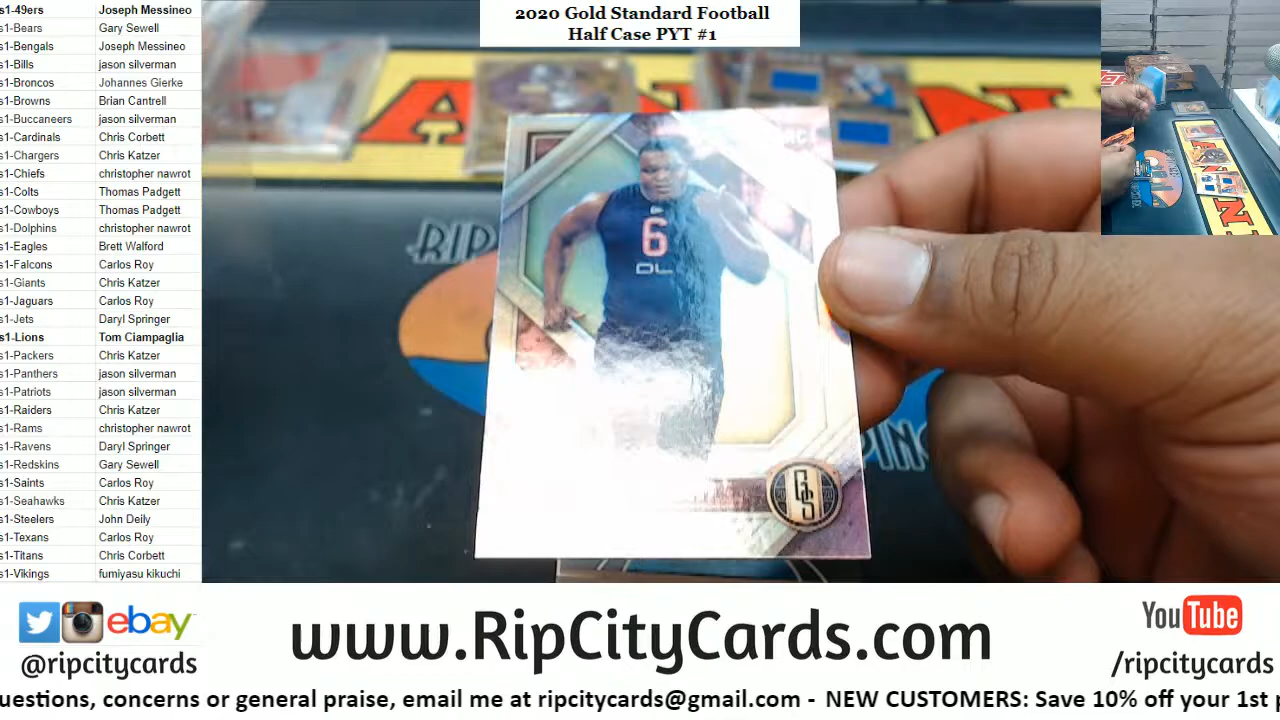 2020 Gold Standard Football
Half Case PYT #1
s1-49ers Joseph Messineo
s1-Bears Gary Sewell
s1-Bengals Joseph Messineo
s1-Bills jason silverman
s1-Broncos Johannes Gierke
s1-Browns Brian Cantrell
s1-Buccaneers jason silverman
s1-Cardinals Chris Corbett
s1-Chargers Chris Katzer
s1-Chiefs christopher nawrot
s1-Colts Thomas Padgett
s1-Cowboys Thomas Padgett
s1-Dolphins christopher nawrot
s1-Eagles Brett Walford
s1-Falcons Carlos Roy
s1-Giants Chris Katzer
s1-Jaguars Carlos Roy
s1-Jets Daryl Springer
s1-Lions Tom Ciampaglia
s1-Packers Chris Katzer
s1-Panthers jason silverman
s1-Patriots jason silverman
s1-Raiders Chris Katzer
s1-Rams christopher nawrot
s1-Ravens Daryl Springer
s1-Redskins Gary Sewell
s1-Saints Carlos Roy
s1-Seahawks Chris Katzer
s1-Steelers John Deily
s1-Texans Carlos Roy
s1-Titans Chris Corbett
s1-Vikings fumiyasu kikuchi
RIP
6
DL
GS
PING
ebay
@ripcitycards
www.RipCityCards.com
YouTube
/ripcitycards
uestions, concerns or general praise, email me at ripcitycards@gmail.com - NEW CUSTOMERS: Save 10% off your 1st p